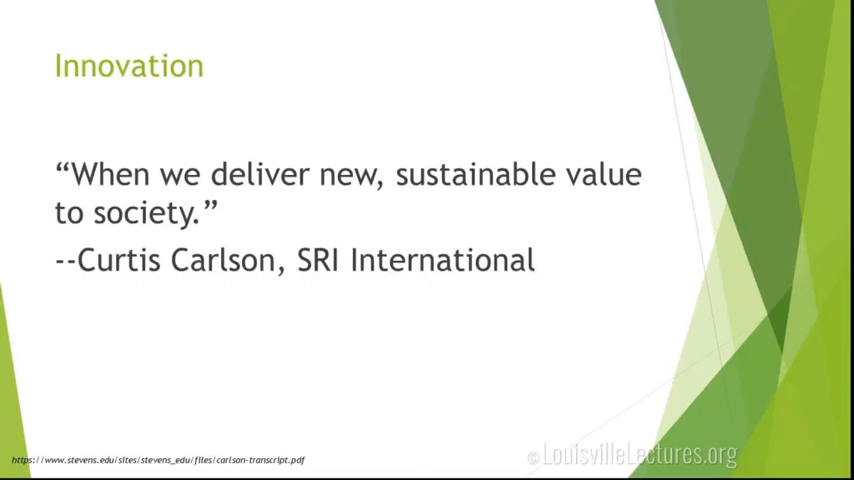 Innovation
“When we deliver new, sustainable value
to society.”
--Curtis Carlson, SRI International
https://www.stevens.edu/sites/stevens_edu/files/carlson-transcript.pdf
©LouisvilleLectures.org